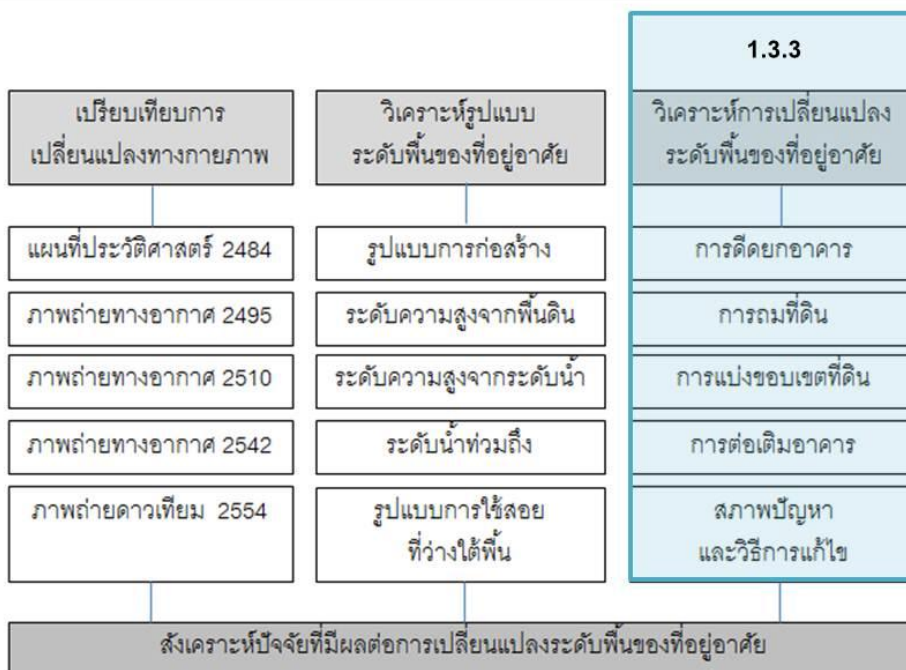 1.3.3
เปรียบเทียบการ
เปลี่ยนแปลงทางกายภาพ
แผนที่ประวัติศาสตร์ 2484
ภาพถ่ายทางอากาศ 2495
ภาพถ่ายทางอากาศ 2510
ภาพถ่ายทางอากาศ 2542
ภาพถ่ายดาวเทียม 2554
วิเคราะห์รูปแบบ
ระดับพื้นของที่อยู่อาศัย
รูปแบบการก่อสร้าง
ระดับความสูงจากพื้นดิน
ระดับความสูงจากระดับน้ำ
ระดับน้ำท่วมถึง
รูปแบบการใช้สอย
ที่ว่างใต้พื้น
วิเคราะห์การเปลี่ยนแปลง
ระดับพื้นของที่อยู่อาศัย
การดีดยกอาคาร
การถมที่ดิน
การแบ่งขอบเขตที่ดิน
การต่อเติมอาคาร
สภาพปัญหา
และวิธีการแก้ไข
สังเคราะห์ปัจจัยที่มีผลต่อการเปลี่ยนแปลงระดับพื้นของที่อยู่อาศัย